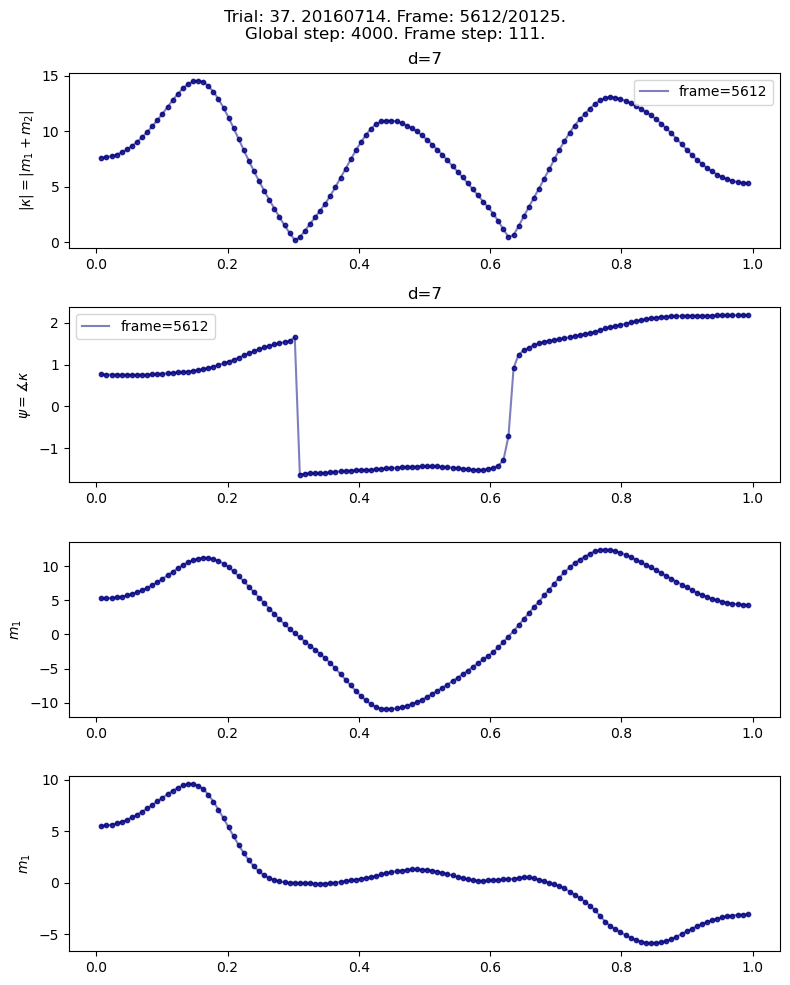 Trial: 37. 20160714. Frame: 5612/20125.
Global step: 4000. Frame step: 111.
d=7
|κ| = |m₁ + m₂|
15
10
5
0
frame=5612
0.0 0.2 0.4 0.6 0.8 1.0
d=7
ψ = ∡κ
2
1
0
−1
frame=5612
0.0 0.2 0.4 0.6 0.8 1.0
m₁
10
5
0
−5
−10
0.0 0.2 0.4 0.6 0.8 1.0
m₁
10
5
0
−5
0.0 0.2 0.4 0.6 0.8 1.0